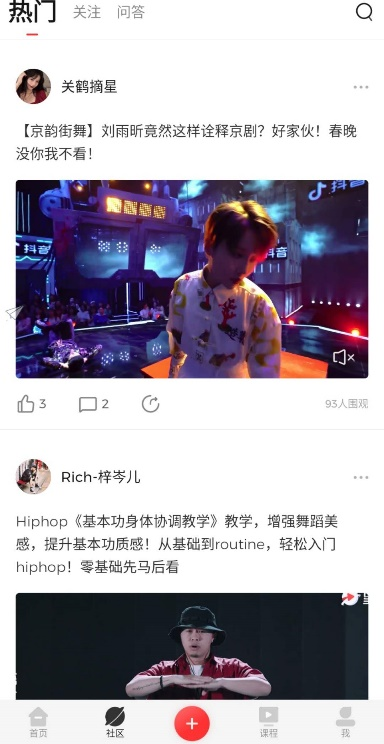 热门 关注 问答
关鹤摘星
【京韵街舞】刘雨昕竟然这样诠释京剧？好家伙！春晚
没你我不看！
抖音
抖音
抖音
3 2 93人围观
Rich-梓岑儿
Hiphop《基本功身体协调教学》教学，增强舞蹈美
感，提升基本功质感！从基础到routine，轻松入门
hiphop！零基础先马后看
首页 社区 课程 我